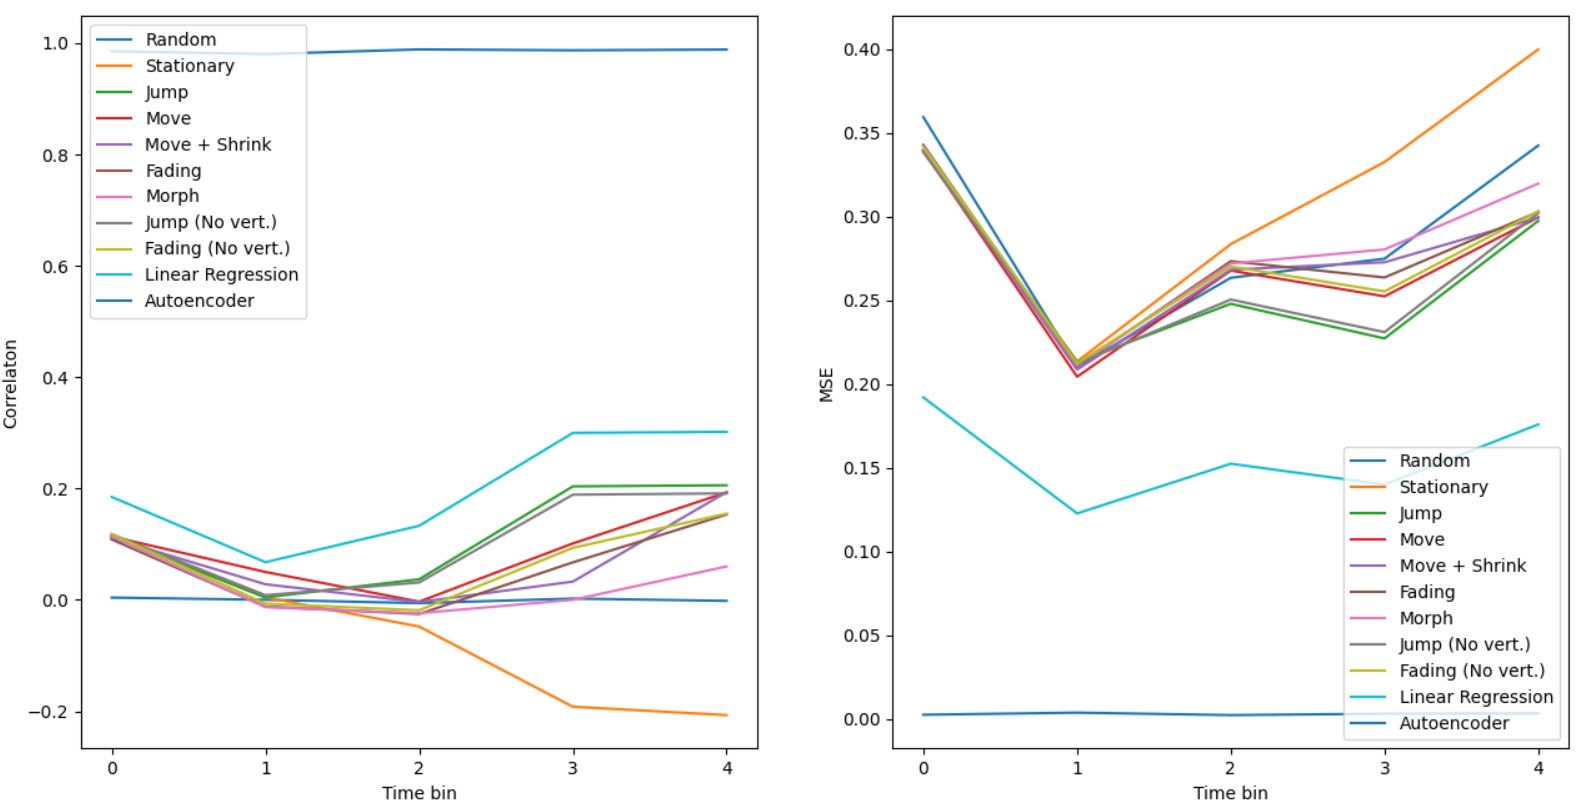 1.0
0.8
0.6
0.4
0.2
0.0
−0.2
Correlaton
Random
Stationary
Jump
Move
Move + Shrink
Fading
Morph
Jump (No vert.)
Fading (No vert.)
Linear Regression
Autoencoder
0 1 2 3 4
Time bin
0.40
0.35
0.30
0.25
0.20
0.15
0.10
0.05
0.00
MSE
Random
Stationary
Jump
Move
Move + Shrink
Fading
Morph
Jump (No vert.)
Fading (No vert.)
Linear Regression
Autoencoder
0 1 2 3 4
Time bin